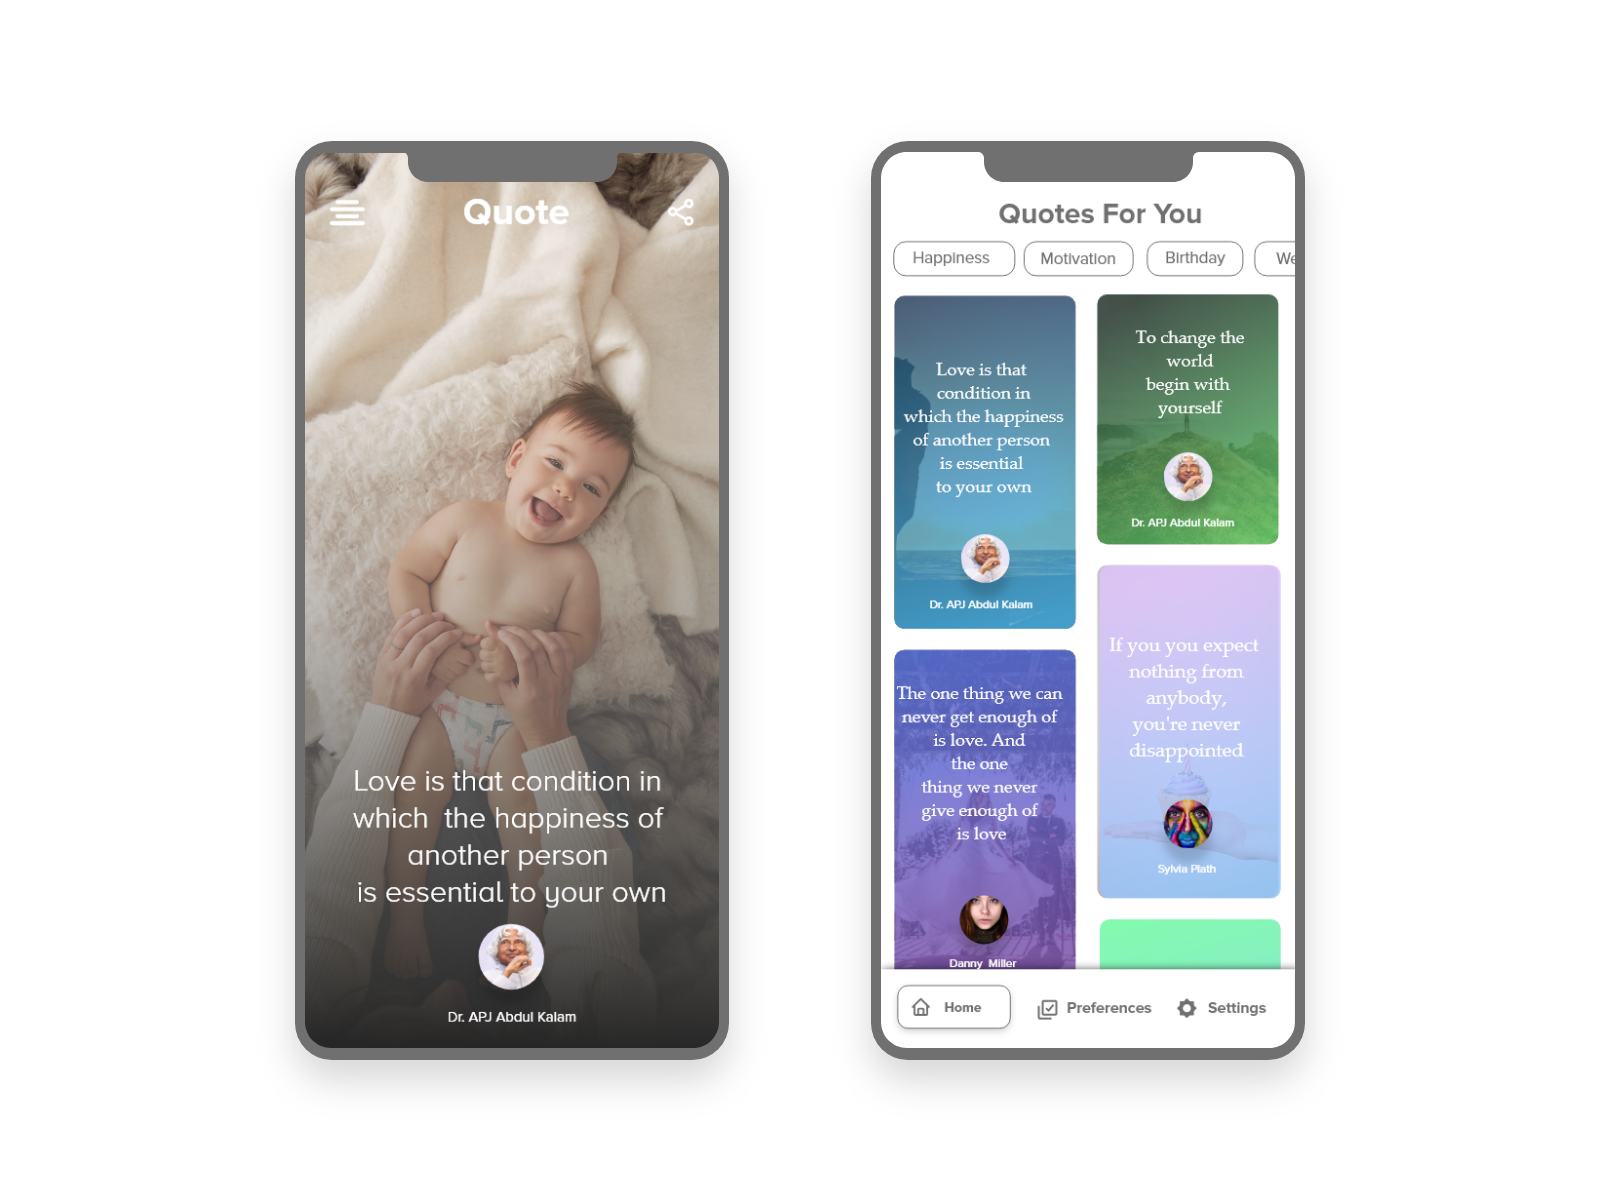 Quote
Love is that condition in
which the happiness of
another person
is essential to your own
Dr. APJ Abdul Kalam
Quotes For You
Happiness
Motivation
Birthday
We
Love is that
condition in
which the happiness
of another person
is essential
to your own
Dr. APJ Abdul Kalam
To change the
world
begin with
yourself
Dr. APJ Abdul Kalam
The one thing we can
never get enough of
is love. And
the one
thing we never
give enough of
is love
Danny Miller
If you you expect
nothing from
anybody,
you're never
disappointed
Sylvia Plath
Home
Preferences
Settings